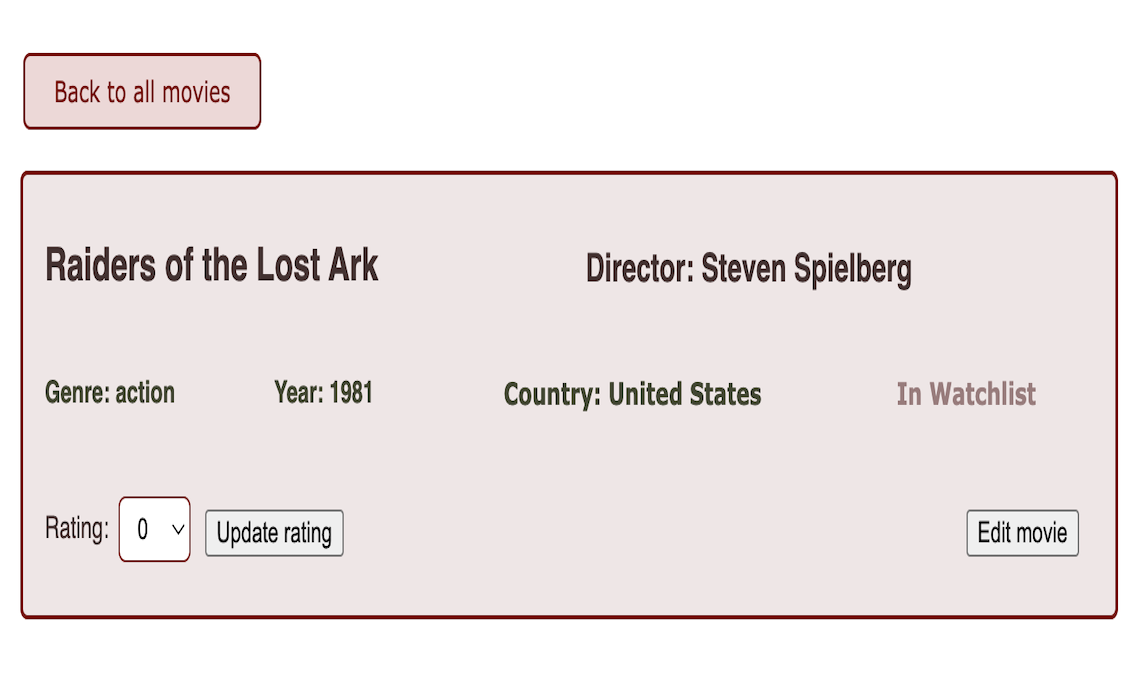 Back to all movies
Raiders of the Lost Ark
Director: Steven Spielberg
Genre: action
Year: 1981
Country: United States
In Watchlist
Rating: 0
Update rating
Edit movie